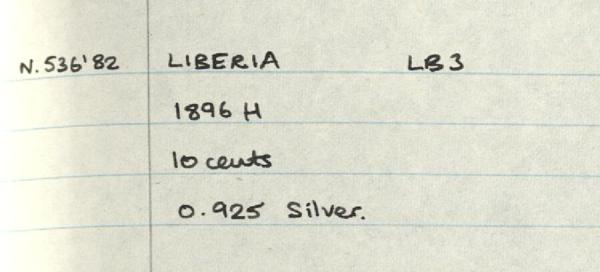 N. 536'82 LIBERIA LB3
1896 H
10 cents
0.925 Silver.